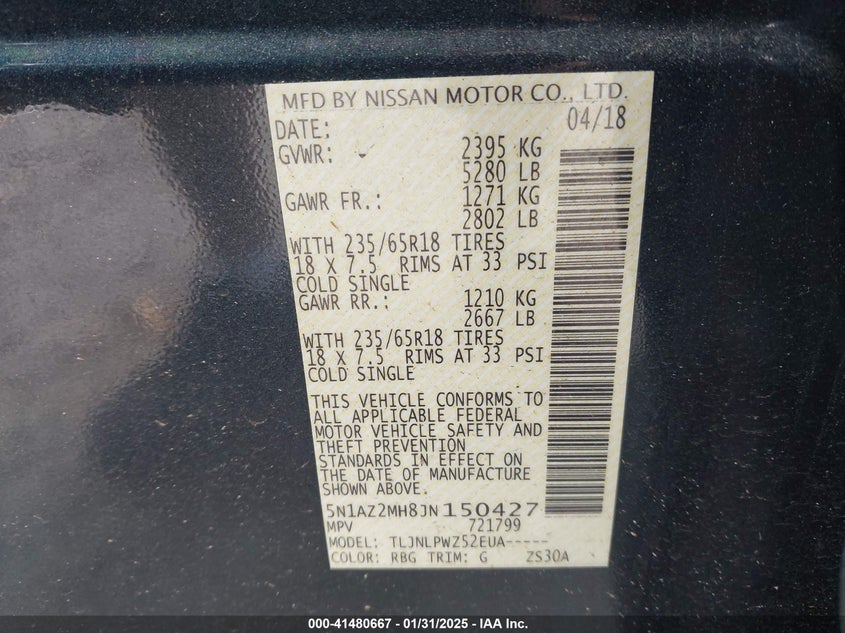 MFD BY NISSAN MOTOR CO., LTD.
DATE: 04/18
GVWR: 2395 KG
5280 LB
GAWR FR.: 1271 KG
2802 LB
WITH 235/65R18 TIRES
18 X 7.5 RIMS AT 33 PSI
COLD SINGLE
GAWR RR.: 1210 KG
2667 LB
WITH 235/65R18 TIRES
18 X 7.5 RIMS AT 33 PSI
COLD SINGLE
THIS VEHICLE CONFORMS TO
ALL APPLICABLE FEDERAL
MOTOR VEHICLE SAFETY AND
THEFT PREVENTION
STANDARDS IN EFFECT ON
THE DATE OF MANUFACTURE
SHOWN ABOVE.
5N1AZ2MH8JN150427
MPV 721799
MODEL: TLJNLPWZ52EUA-----
COLOR: RBG TRIM: G ZS30A
000-41480667 - 01/31/2025 - IAA Inc.